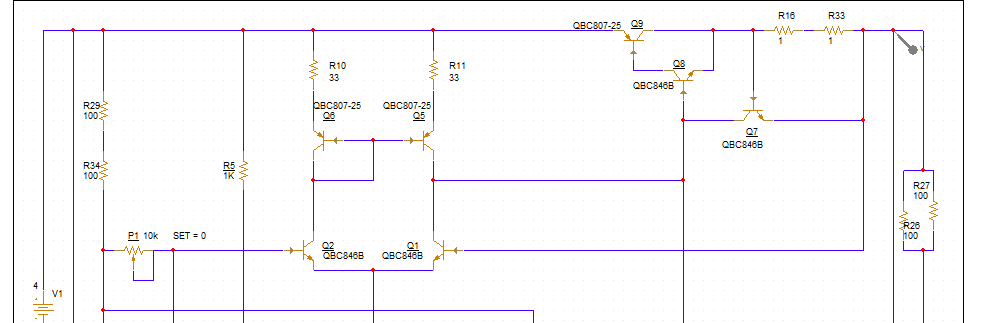 QBC807-25 Q9
R16
1
R33
1
V
R10
33
R11
33
Q8
QBC846B
R29
100
QBC807-25
Q6
QBC807-25
Q5
Q7
QBC846B
R34
100
R5
1K
R27
100
R26
100
P1 10k
SET = 0
Q2
QBC846B
Q1
QBC846B
4
V1